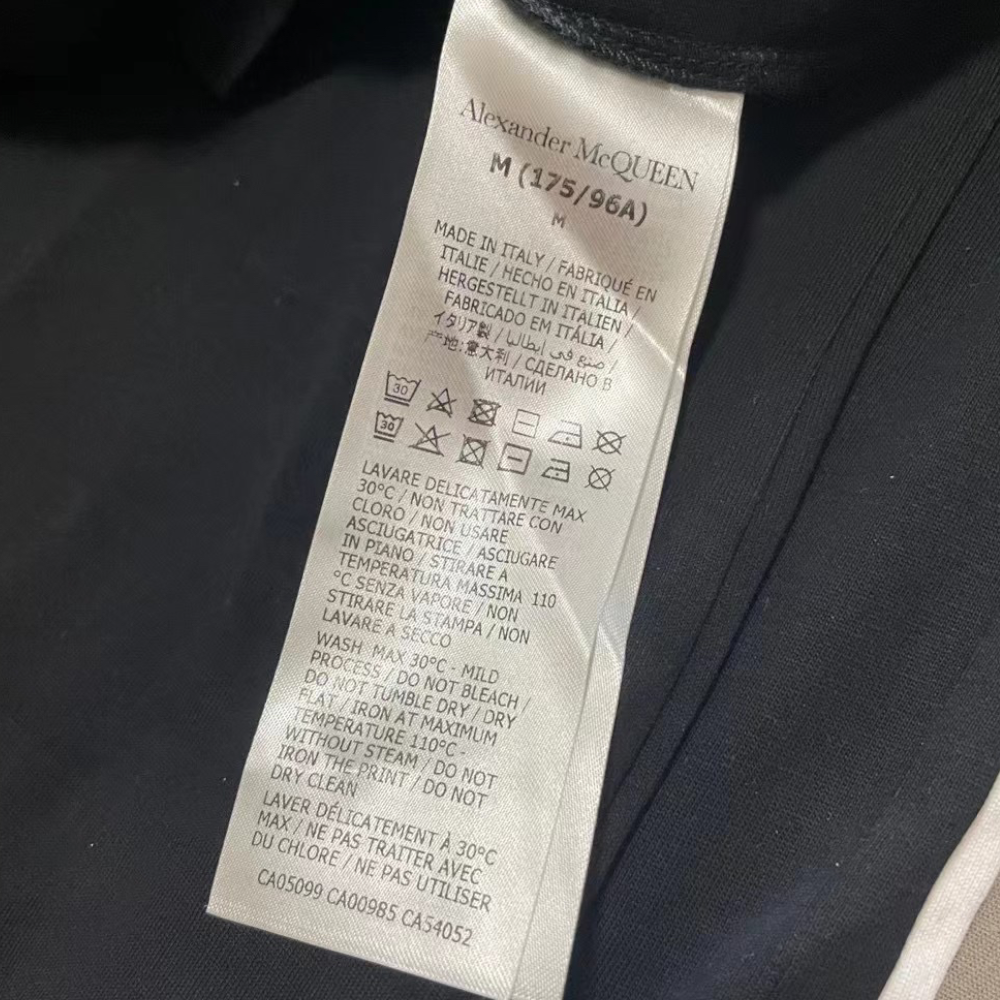 Alexander McQUEEN
M (175/96A)
M
MADE IN ITALY / FABRIQUÉ EN
ITALIE / HECHO EN ITALIA /
HERGESTELLT IN ITALIEN /
FABRICADO EM ITÁLIA /
イタリア製 / صنع في إيطاليا /
产地:意大利 / СДЕЛАНО В
ИТАЛИИ
30
30
LAVARE DELICATAMENTE MAX
30°C / NON TRATTARE CON
CLORO / NON USARE
ASCIUGATRICE / ASCIUGARE
IN PIANO / STIRARE A
TEMPERATURA MASSIMA 110
°C SENZA VAPORE / NON
STIRARE LA STAMPA / NON
LAVARE A SECCO
WASH MAX 30°C - MILD
PROCESS / DO NOT BLEACH /
DO NOT TUMBLE DRY / DRY
FLAT / IRON AT MAXIMUM
TEMPERATURE 110°C -
WITHOUT STEAM / DO NOT
IRON THE PRINT / DO NOT
DRY CLEAN
LAVER DÉLICATEMENT À 30°C
MAX / NE PAS TRAITER AVEC
DU CHLORE / NE PAS UTILISER
CA05099 CA00985 CA54052